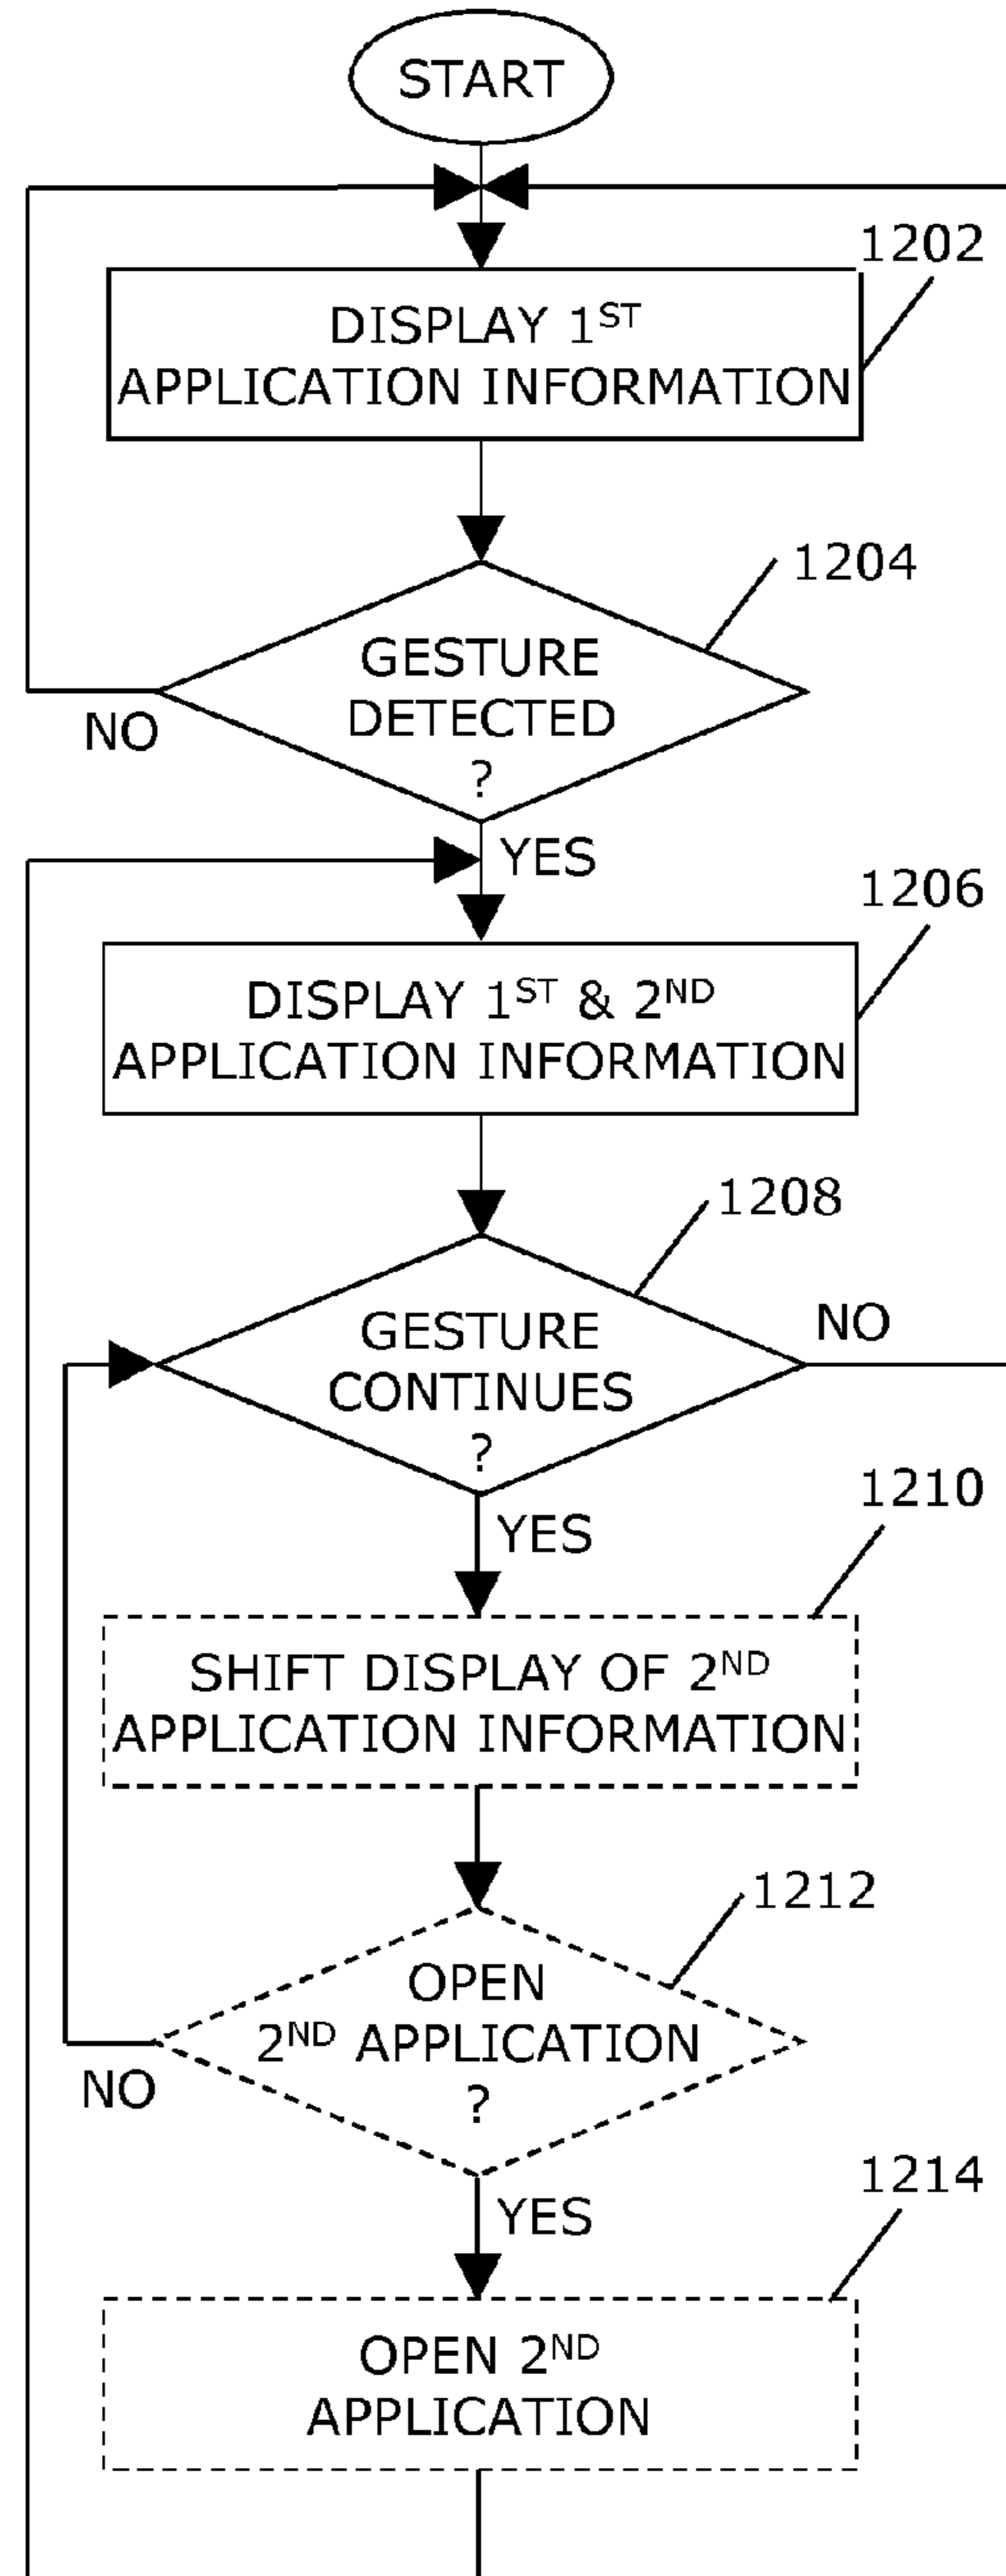 START
1202
DISPLAY 1ST
APPLICATION INFORMATION
1204
GESTURE
DETECTED
?
NO
YES
1206
DISPLAY 1ST & 2ND
APPLICATION INFORMATION
1208
GESTURE
CONTINUES
?
NO
YES
1210
SHIFT DISPLAY OF 2ND
APPLICATION INFORMATION
1212
OPEN
2ND APPLICATION
?
NO
YES
1214
OPEN 2ND
APPLICATION